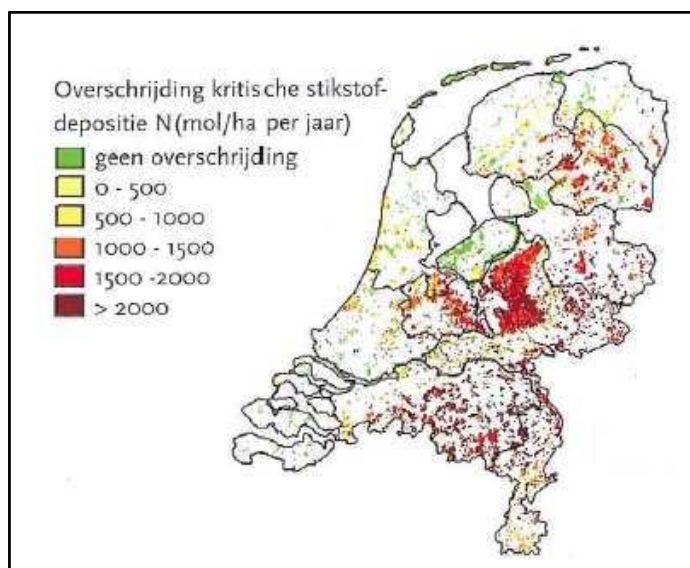 Overschrijding kritische stikstof-
depositie N (mol/ha per jaar)
geen overschrijding
0 - 500
500 - 1000
1000 - 1500
1500 -2000
> 2000